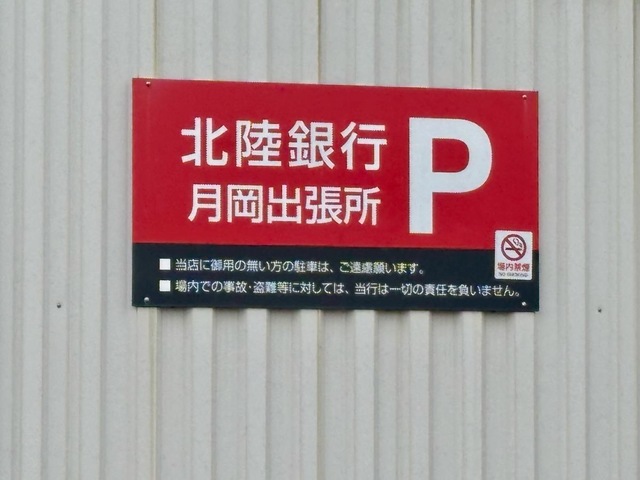 北陸銀行
月岡出張所
P
■ 当店に御用の無い方の駐車は、ご遠慮願います。
■ 場内での事故・盗難等に対しては、当行は一切の責任を負いません。
場内禁煙
NO SMOKING